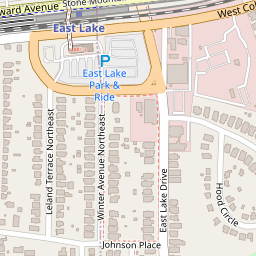 Stone Mountain
ward Avenue
East Lake
West Co
P
East Lake
Park &
Ride
Leland Terrace Northeast
Winter Avenue Northeast
East Lake Drive
Hood Circle
Johnson Place